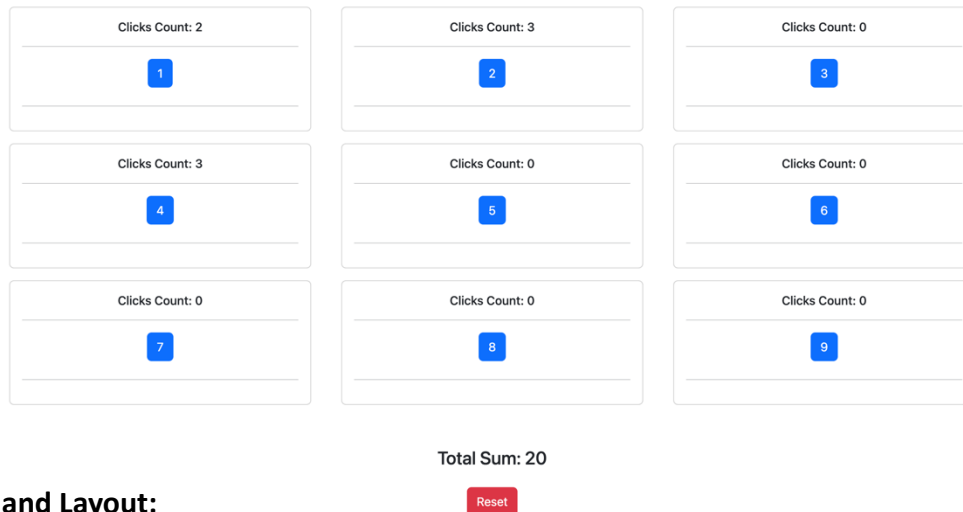 Clicks Count: 2
Clicks Count: 3
Clicks Count: 0
1
2
3
Clicks Count: 3
Clicks Count: 0
Clicks Count: 0
4
5
6
Clicks Count: 0
Clicks Count: 0
Clicks Count: 0
7
8
9
Total Sum: 20
Reset
and Layout: